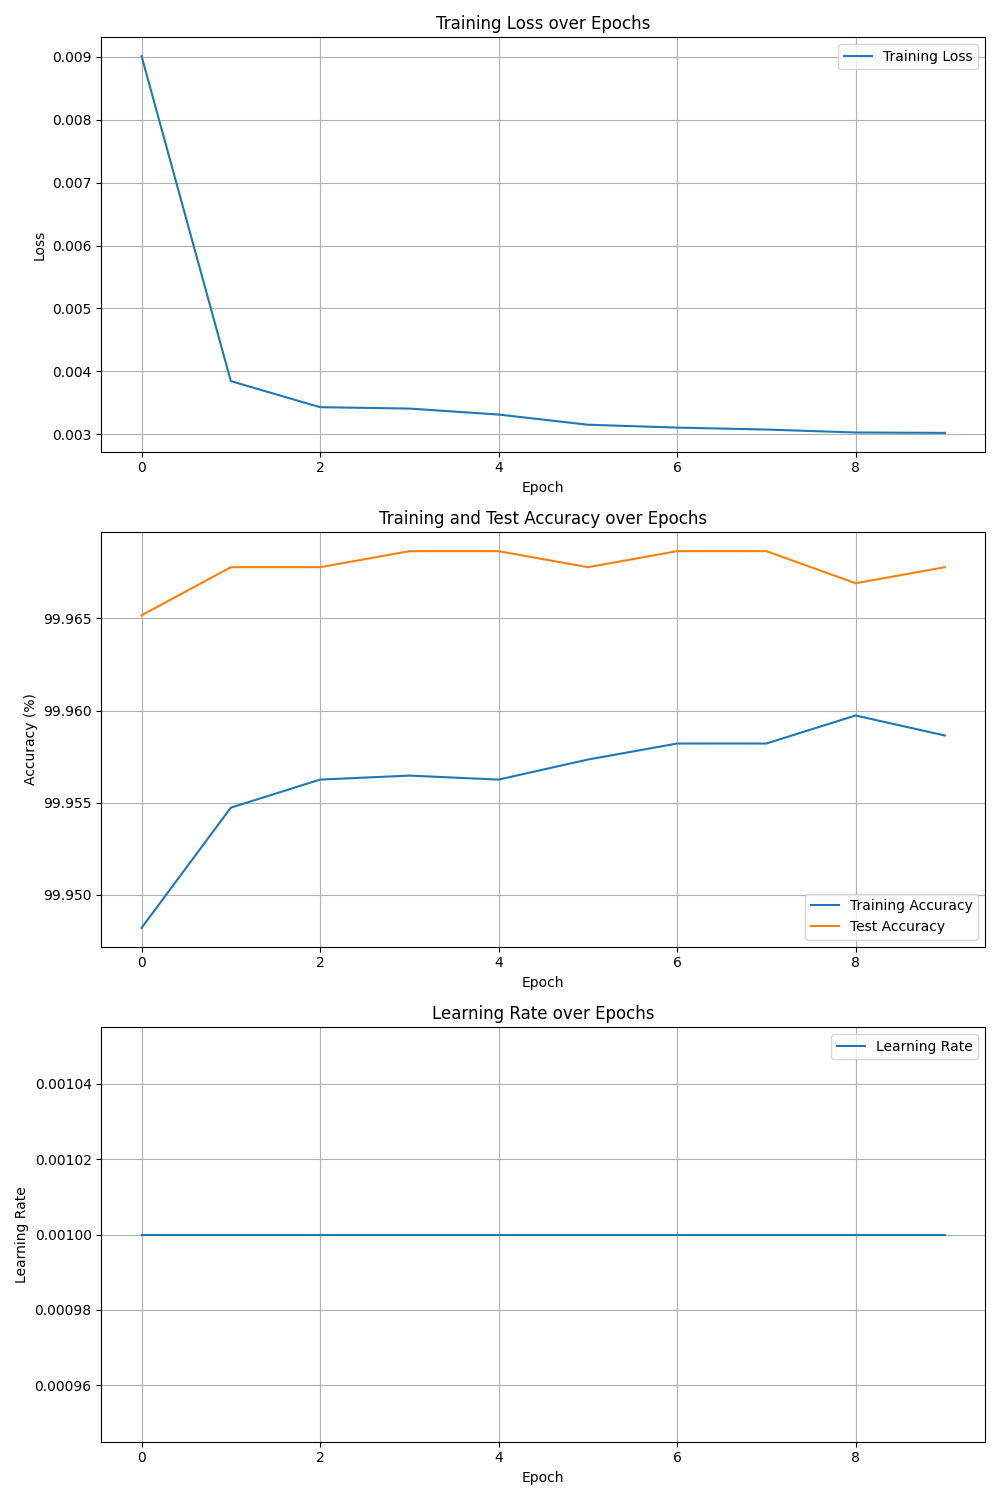 Training Loss over Epochs
Training Loss
0.009
0.008
0.007
0.006
0.005
0.004
0.003
Loss
0 2 4 6 8
Epoch
Training and Test Accuracy over Epochs
99.965
99.960
99.955
99.950
Accuracy (%)
Training Accuracy
Test Accuracy
0 2 4 6 8
Epoch
Learning Rate over Epochs
Learning Rate
0.00104
0.00102
0.00100
0.00098
0.00096
Learning Rate
0 2 4 6 8
Epoch